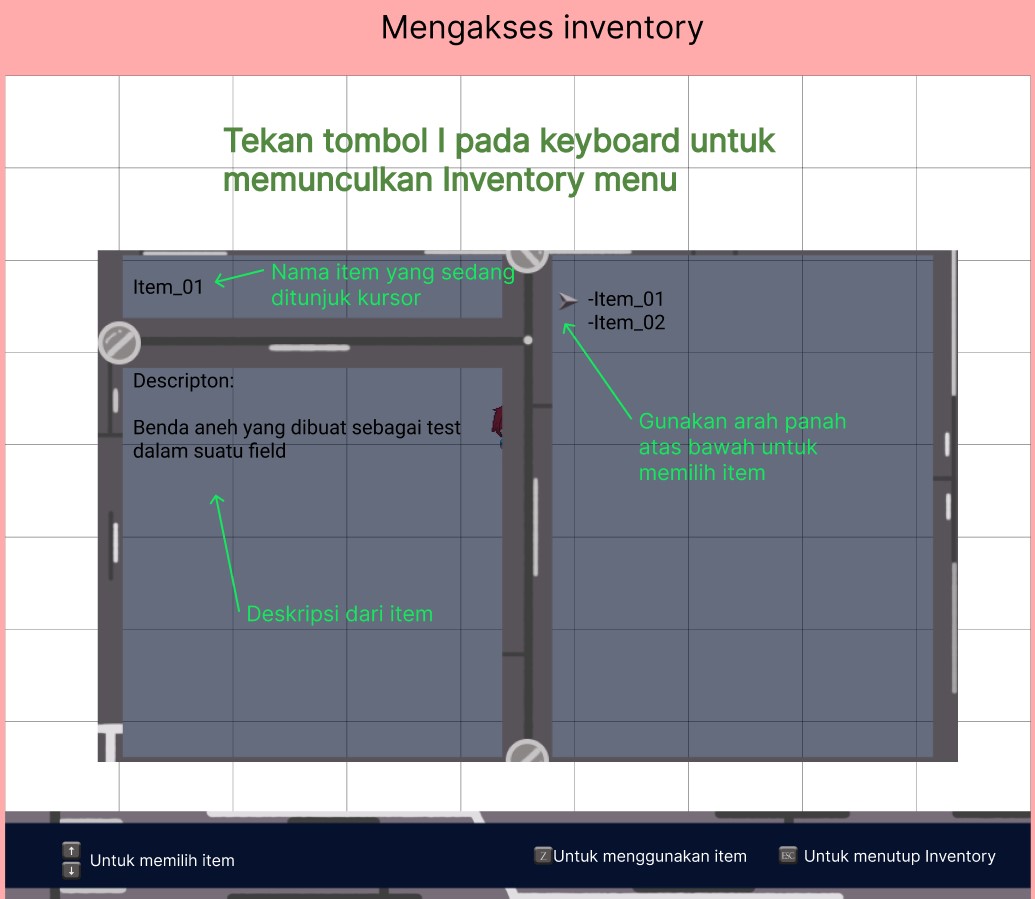 Mengakses inventory
Tekan tombol I pada keyboard untuk
memunculkan Inventory menu
Item_01
Nama item yang sedang
ditunjuk kursor
-Item_01
-Item_02
Descripton:
Benda aneh yang dibuat sebagai test
dalam suatu field
Gunakan arah panah
atas bawah untuk
memilih item
Deskripsi dari item
↑
↓
Untuk memilih item
Z Untuk menggunakan item
ESC Untuk menutup Inventory